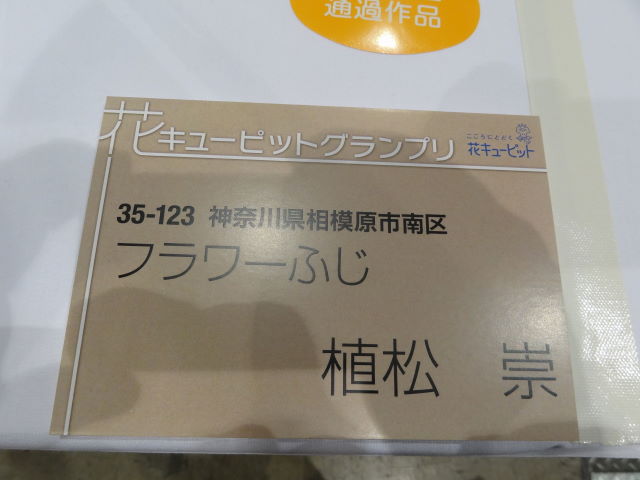 通過作品
花キューピットグランプリ
こころにとどく
花キューピット
35-123 神奈川県相模原市南区
フラワーふじ
植松 崇